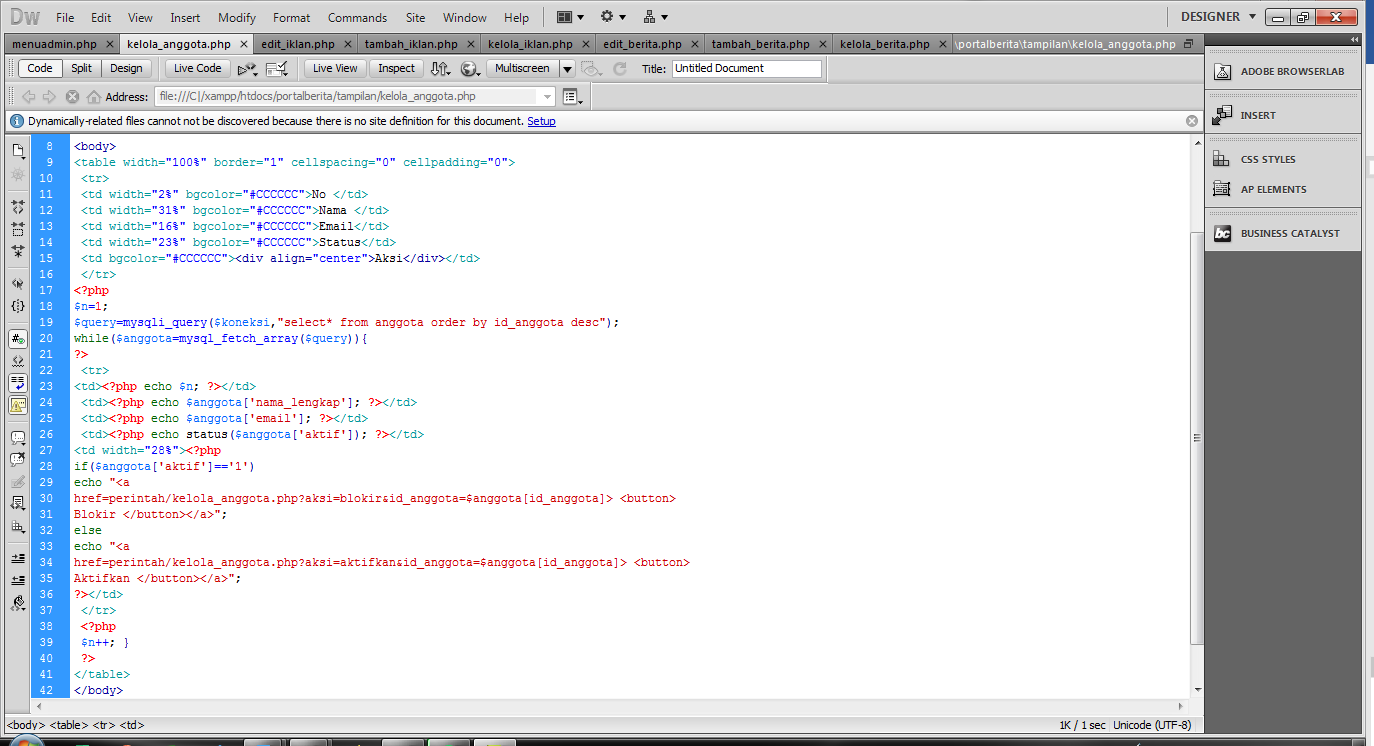 Dw File Edit View Insert Modify Format Commands Site Window Help DESIGNER
menuadmin.php kelola_anggota.php edit_iklan.php tambah_iklan.php kelola_iklan.php edit_berita.php tambah_berita.php kelola_berita.php \portalberita\tampilan\kelola_anggota.php
Code Split Design Live Code Live View Inspect Multiscreen Title: Untitled Document
Address: file:///C|/xampp/htdocs/portalberita/tampilan/kelola_anggota.php
Dynamically-related files cannot not be discovered because there is no site definition for this document. Setup
8 <body>
9 <table width="100%" border="1" cellspacing="0" cellpadding="0">
10 <tr>
11 <td width="2%" bgcolor="#CCCCCC">No </td>
12 <td width="31%" bgcolor="#CCCCCC">Nama </td>
13 <td width="16%" bgcolor="#CCCCCC">Email</td>
14 <td width="23%" bgcolor="#CCCCCC">Status</td>
15 <td bgcolor="#CCCCCC"><div align="center">Aksi</div></td>
16 </tr>
17 <?php
18 $n=1;
19 $query=mysqli_query($koneksi,"select* from anggota order by id_anggota desc");
20 while($anggota=mysql_fetch_array($query)){
21 ?>
22 <tr>
23 <td><?php echo $n; ?></td>
24 <td><?php echo $anggota['nama_lengkap']; ?></td>
25 <td><?php echo $anggota['email']; ?></td>
26 <td><?php echo status($anggota['aktif']); ?></td>
27 <td width="28%"><?php
28 if($anggota['aktif']=='1')
29 echo "<a
30 href=perintah/kelola_anggota.php?aksi=blokir&id_anggota=$anggota[id_anggota]> <button>
31 Blokir </button></a>";
32 else
33 echo "<a
34 href=perintah/kelola_anggota.php?aksi=aktifkan&id_anggota=$anggota[id_anggota]> <button>
35 Aktifkan </button></a>";
36 ?></td>
37 </tr>
38 <?php
39 $n++; }
40 ?>
41 </table>
42 </body>
<body> <table> <tr> <td> 1K / 1 sec Unicode (UTF-8)
ADOBE BROWSERLAB
INSERT
CSS STYLES
AP ELEMENTS
bc BUSINESS CATALYST